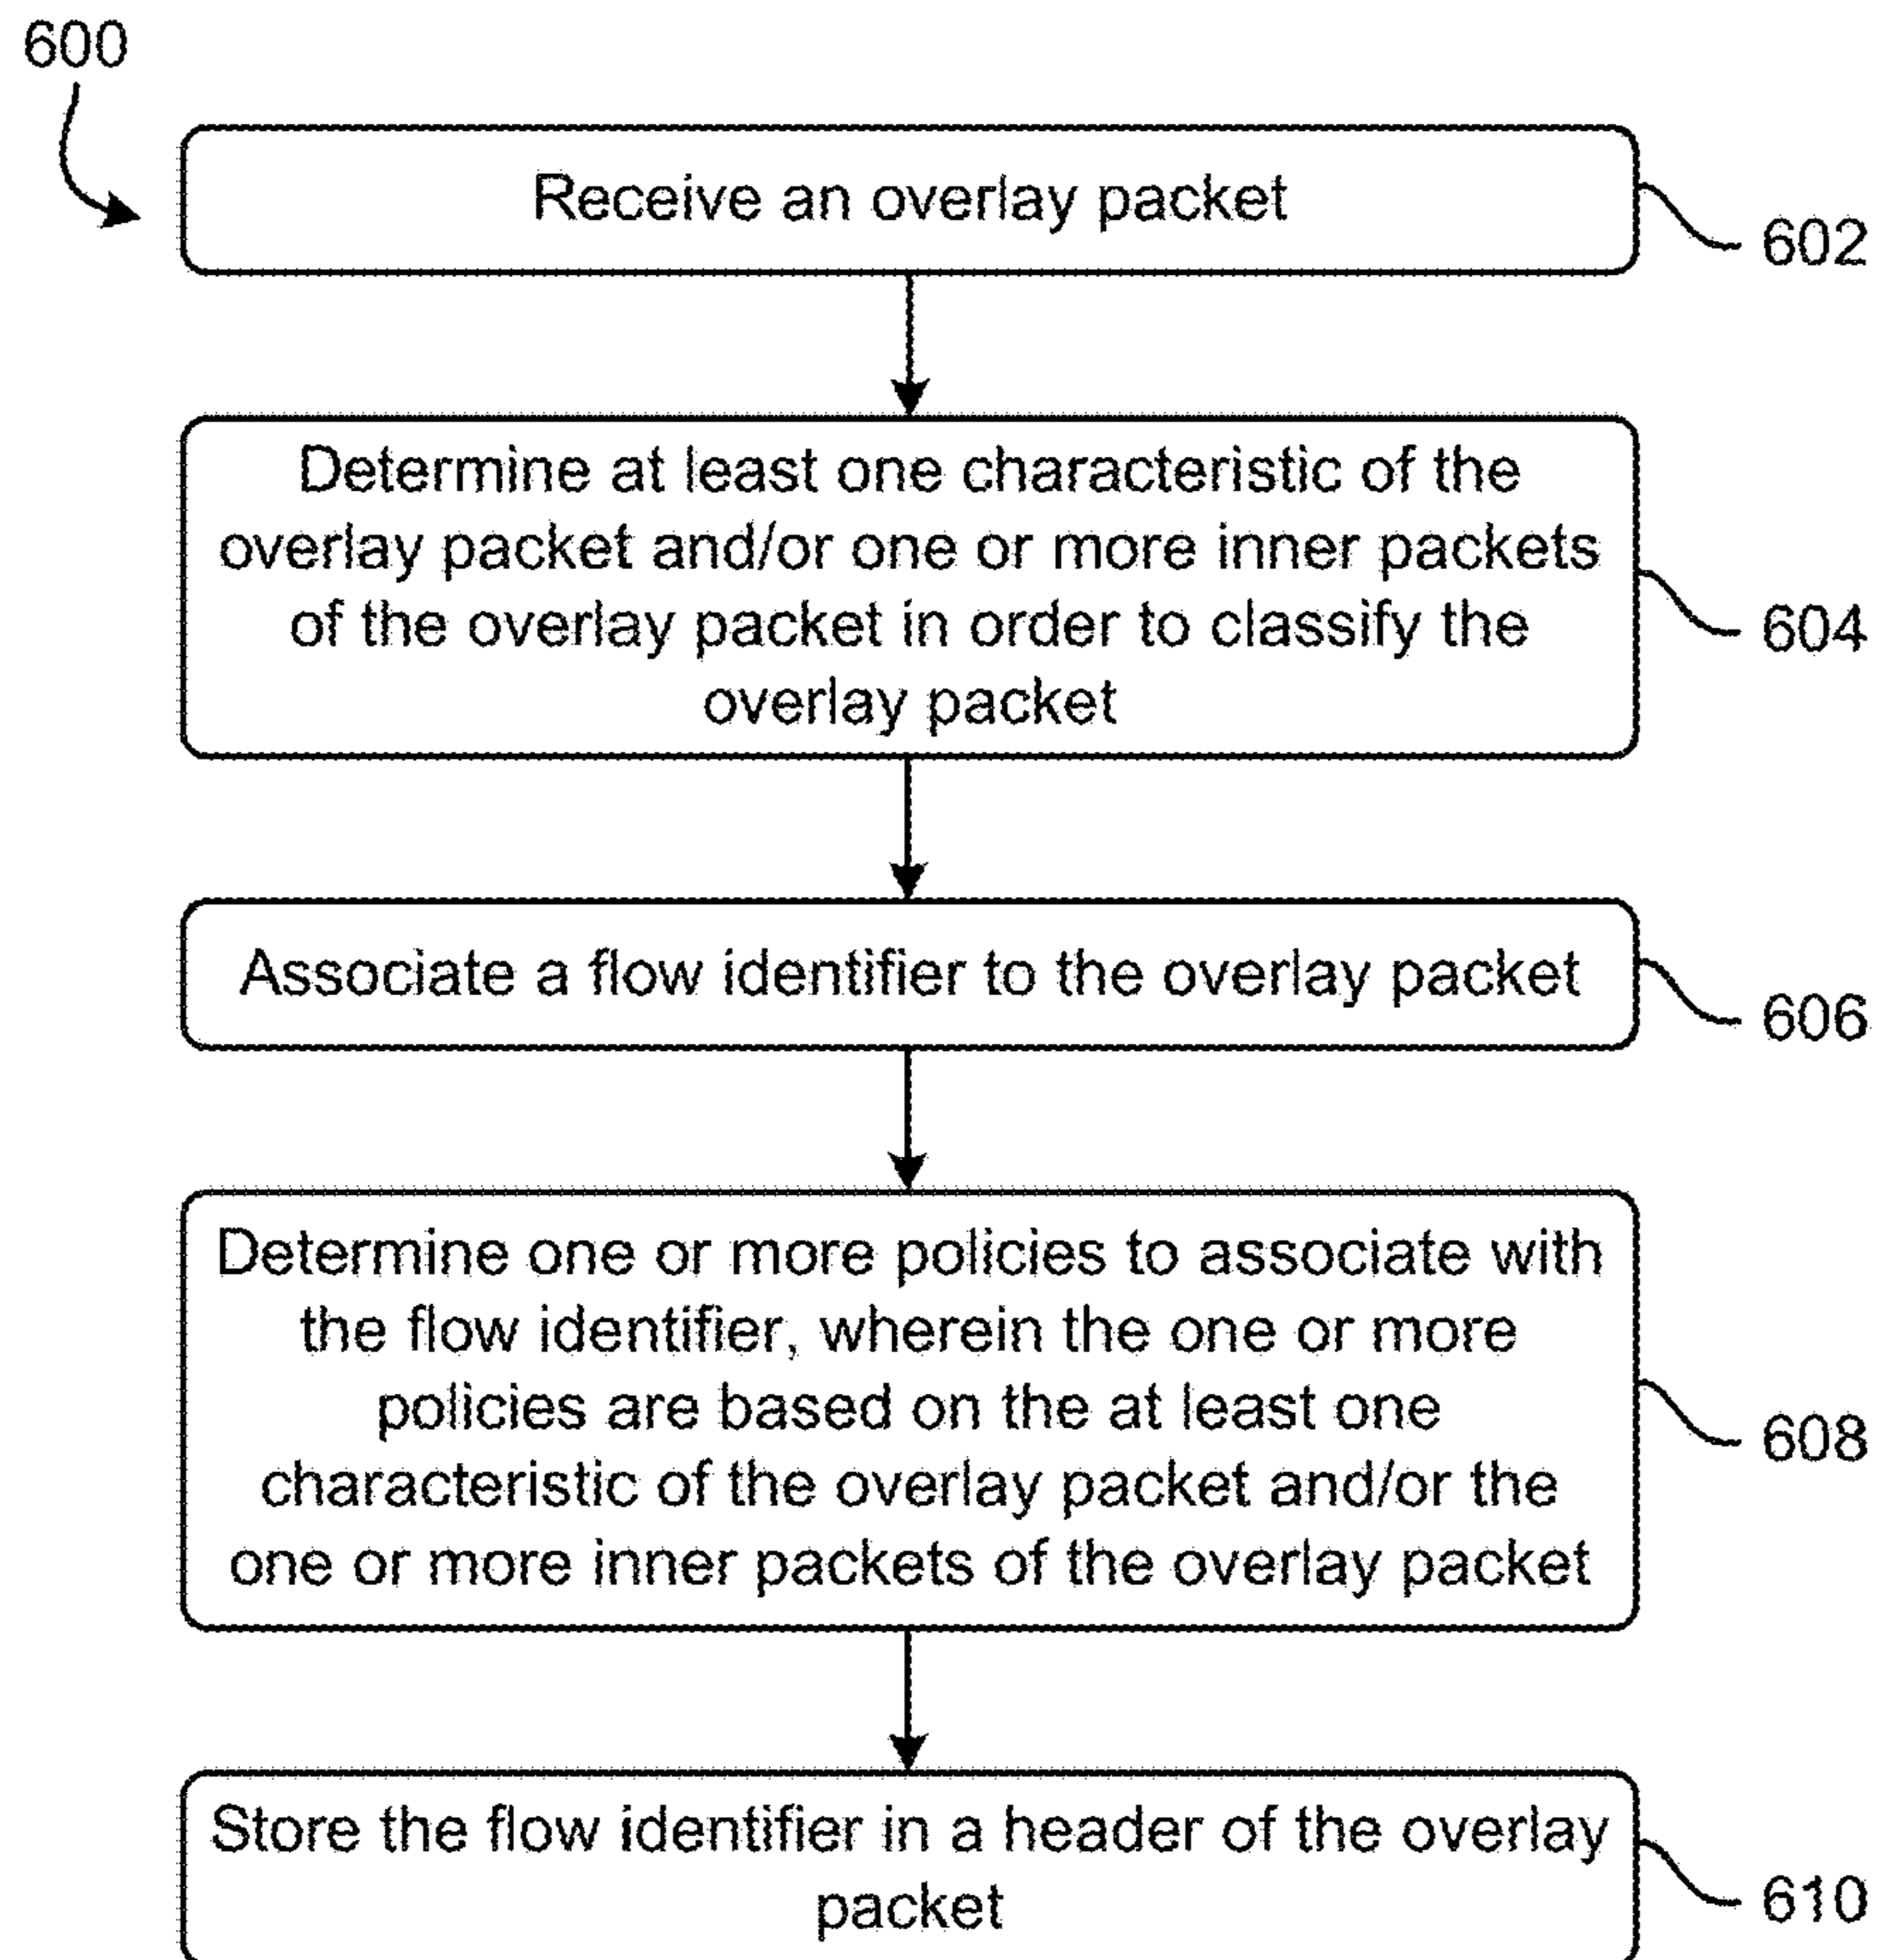 600
Receive an overlay packet
602
Determine at least one characteristic of the
overlay packet and/or one or more inner packets
of the overlay packet in order to classify the
overlay packet
604
Associate a flow identifier to the overlay packet
606
Determine one or more policies to associate with
the flow identifier, wherein the one or more
policies are based on the at least one
characteristic of the overlay packet and/or the
one or more inner packets of the overlay packet
608
Store the flow identifier in a header of the overlay
packet
610